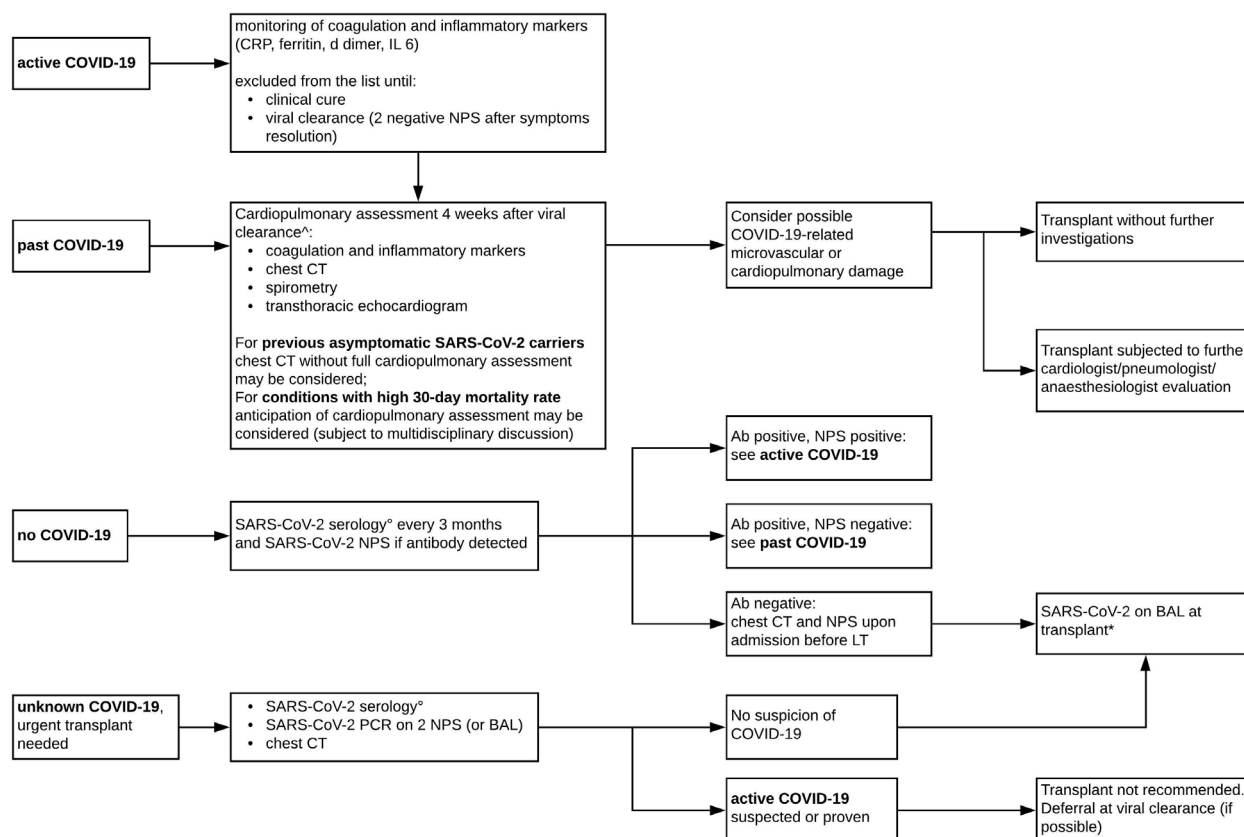 active COVID-19
monitoring of coagulation and inflammatory markers
(CRP, ferritin, d dimer, IL 6)
excluded from the list until:
• clinical cure
• viral clearance (2 negative NPS after symptoms
resolution)
past COVID-19
Cardiopulmonary assessment 4 weeks after viral
clearance^:
• coagulation and inflammatory markers
• chest CT
• spirometry
• transthoracic echocardiogram
For previous asymptomatic SARS-CoV-2 carriers
chest CT without full cardiopulmonary assessment
may be considered;
For conditions with high 30-day mortality rate
anticipation of cardiopulmonary assessment may be
considered (subject to multidisciplinary discussion)
Consider possible
COVID-19-related
microvascular or
cardiopulmonary damage
Transplant without further
investigations
Transplant subjected to further
cardiologist/pneumologist/
anaesthesiologist evaluation
no COVID-19
SARS-CoV-2 serology° every 3 months
and SARS-CoV-2 NPS if antibody detected
Ab positive, NPS positive:
see active COVID-19
Ab positive, NPS negative:
see past COVID-19
Ab negative:
chest CT and NPS upon
admission before LT
SARS-CoV-2 on BAL at
transplant*
unknown COVID-19,
urgent transplant
needed
• SARS-CoV-2 serology°
• SARS-CoV-2 PCR on 2 NPS (or BAL)
• chest CT
No suspicion of
COVID-19
active COVID-19
suspected or proven
Transplant not recommended.
Deferral at viral clearance (if
possible)